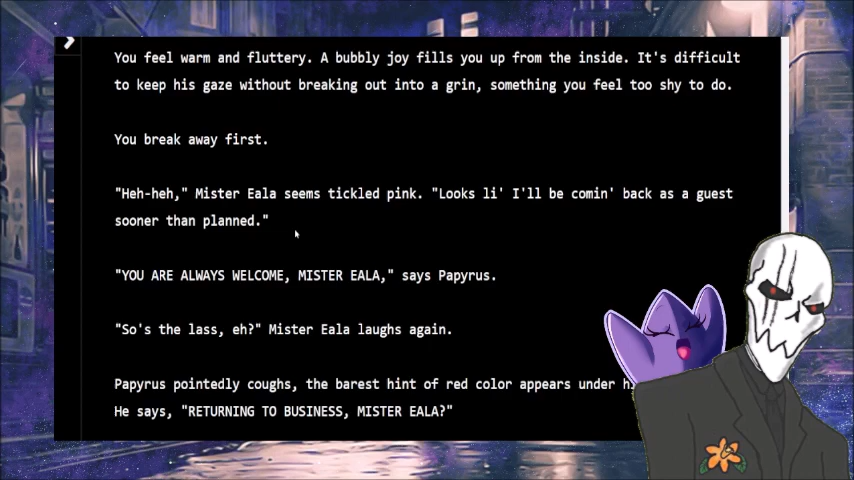 You feel warm and fluttery. A bubbly joy fills you up from the inside. It's difficult
to keep his gaze without breaking out into a grin, something you feel too shy to do.
You break away first.
"Heh-heh," Mister Eala seems tickled pink. "Looks li' I'll be comin' back as a guest
sooner than planned."
"YOU ARE ALWAYS WELCOME, MISTER EALA," says Papyrus.
"So's the lass, eh?" Mister Eala laughs again.
Papyrus pointedly coughs, the barest hint of red color appears under
He says, "RETURNING TO BUSINESS, MISTER EALA?"